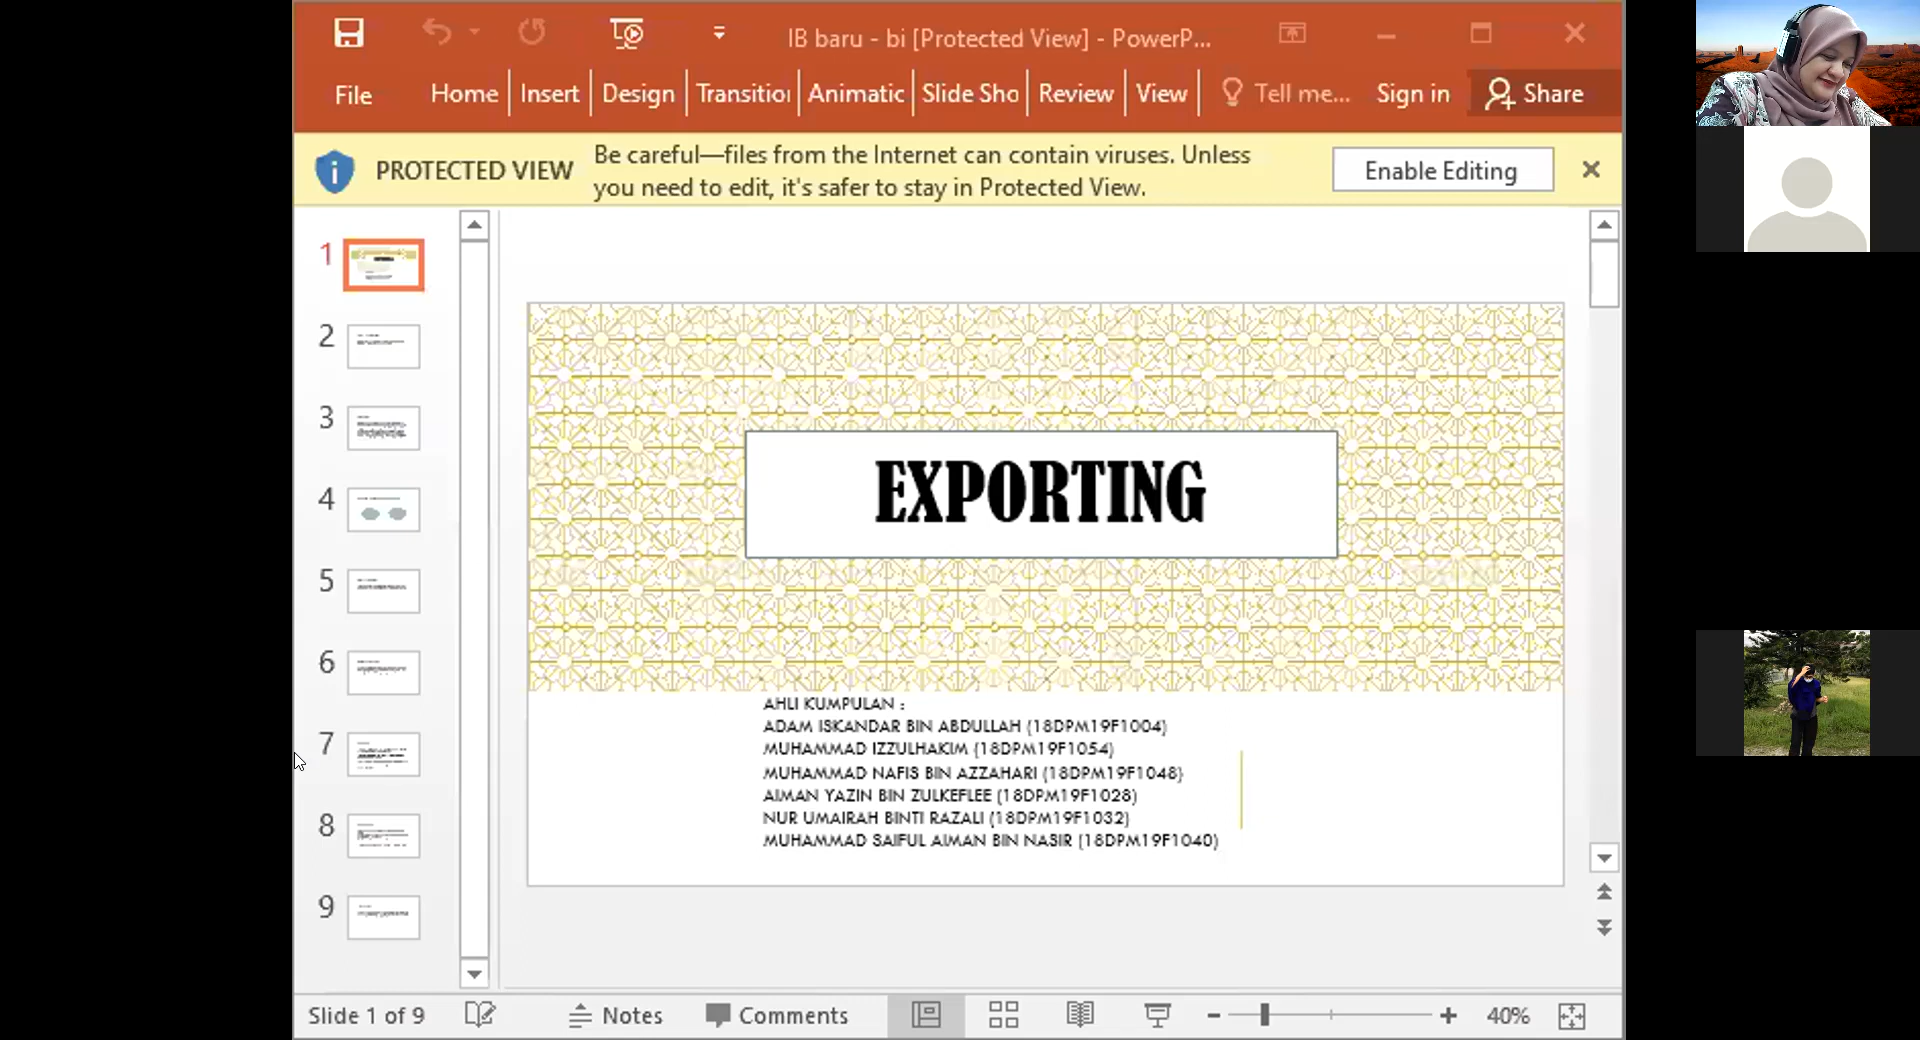 IB baru - bi [Protected View] - PowerP...
File Home Insert Design Transition Animatic Slide Sho Review View Tell me... Sign in Share
PROTECTED VIEW
Be careful—files from the Internet can contain viruses. Unless
you need to edit, it's safer to stay in Protected View.
Enable Editing
1
2
3
4
5
6
7
8
9
EXPORTING
AHLI KUMPULAN :
ADAM ISKANDAR BIN ABDULLAH (18DPM19F1004)
MUHAMMAD IZZULHAKIM (18DPM19F1054)
MUHAMMAD NAFIS BIN AZZAHARI (18DPM19F1048)
AIMAN YAZIN BIN ZULKEFLEE (18DPM19F1028)
NUR UMAIRAH BINTI RAZALI (18DPM19F1032)
MUHAMMAD SAIFUL AIMAN BIN NASIR (18DPM19F1040)
Slide 1 of 9 Notes Comments 40%